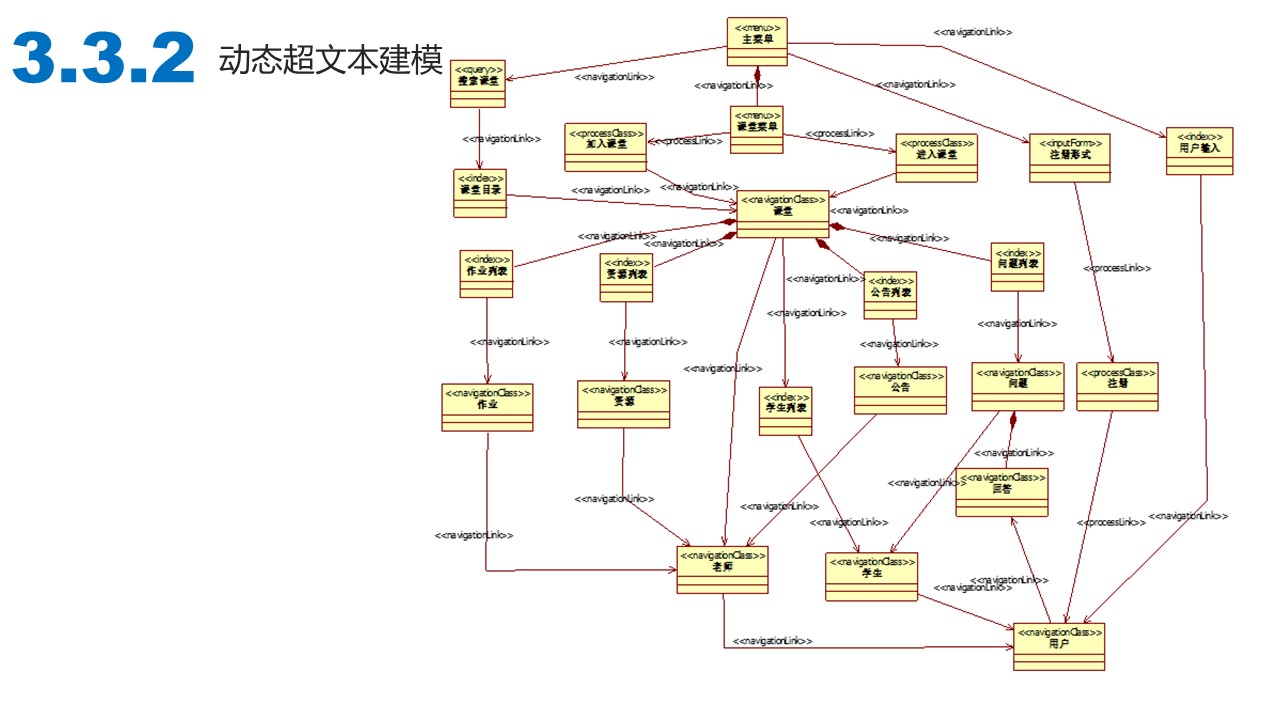 3.3.2 动态超文本建模
<<menu>>
主菜单
<<navigationLink>>
<<query>>
搜索课堂
<<navigationLink>>
<<navigationLink>>
<<navigationLink>>
<<menu>>
课堂菜单
<<processClass>>
加入课堂
<<processLink>>
<<processLink>>
<<processClass>>
进入课堂
<<inputForm>>
注册形式
<<index>>
用户输入
<<navigationLink>>
<<index>>
课堂目录
<<navigationLink>>
<<navigationLink>>
<<navigationClass>>
课堂
<<navigationLink>>
<<navigationLink>>
<<navigationLink>>
<<navigationLink>>
<<index>>
作业列表
<<index>>
资源列表
<<navigationLink>>
<<index>>
公告列表
<<index>>
问题列表
<<processLink>>
<<navigationLink>>
<<navigationLink>>
<<navigationLink>>
<<navigationLink>>
<<navigationLink>>
<<navigationLink>>
<<navigationClass>>
作业
<<navigationClass>>
资源
<<index>>
学生列表
<<navigationClass>>
公告
<<navigationClass>>
问题
<<processClass>>
注册
<<navigationLink>>
<<navigationLink>>
<<navigationClass>>
回答
<<navigationLink>>
<<navigationLink>>
<<navigationLink>>
<<processLink>>
<<navigationLink>>
<<navigationLink>>
<<navigationClass>>
老师
<<navigationClass>>
学生
<<navigationLink>>
<<navigationLink>>
<<navigationLink>>
<<navigationClass>>
用户